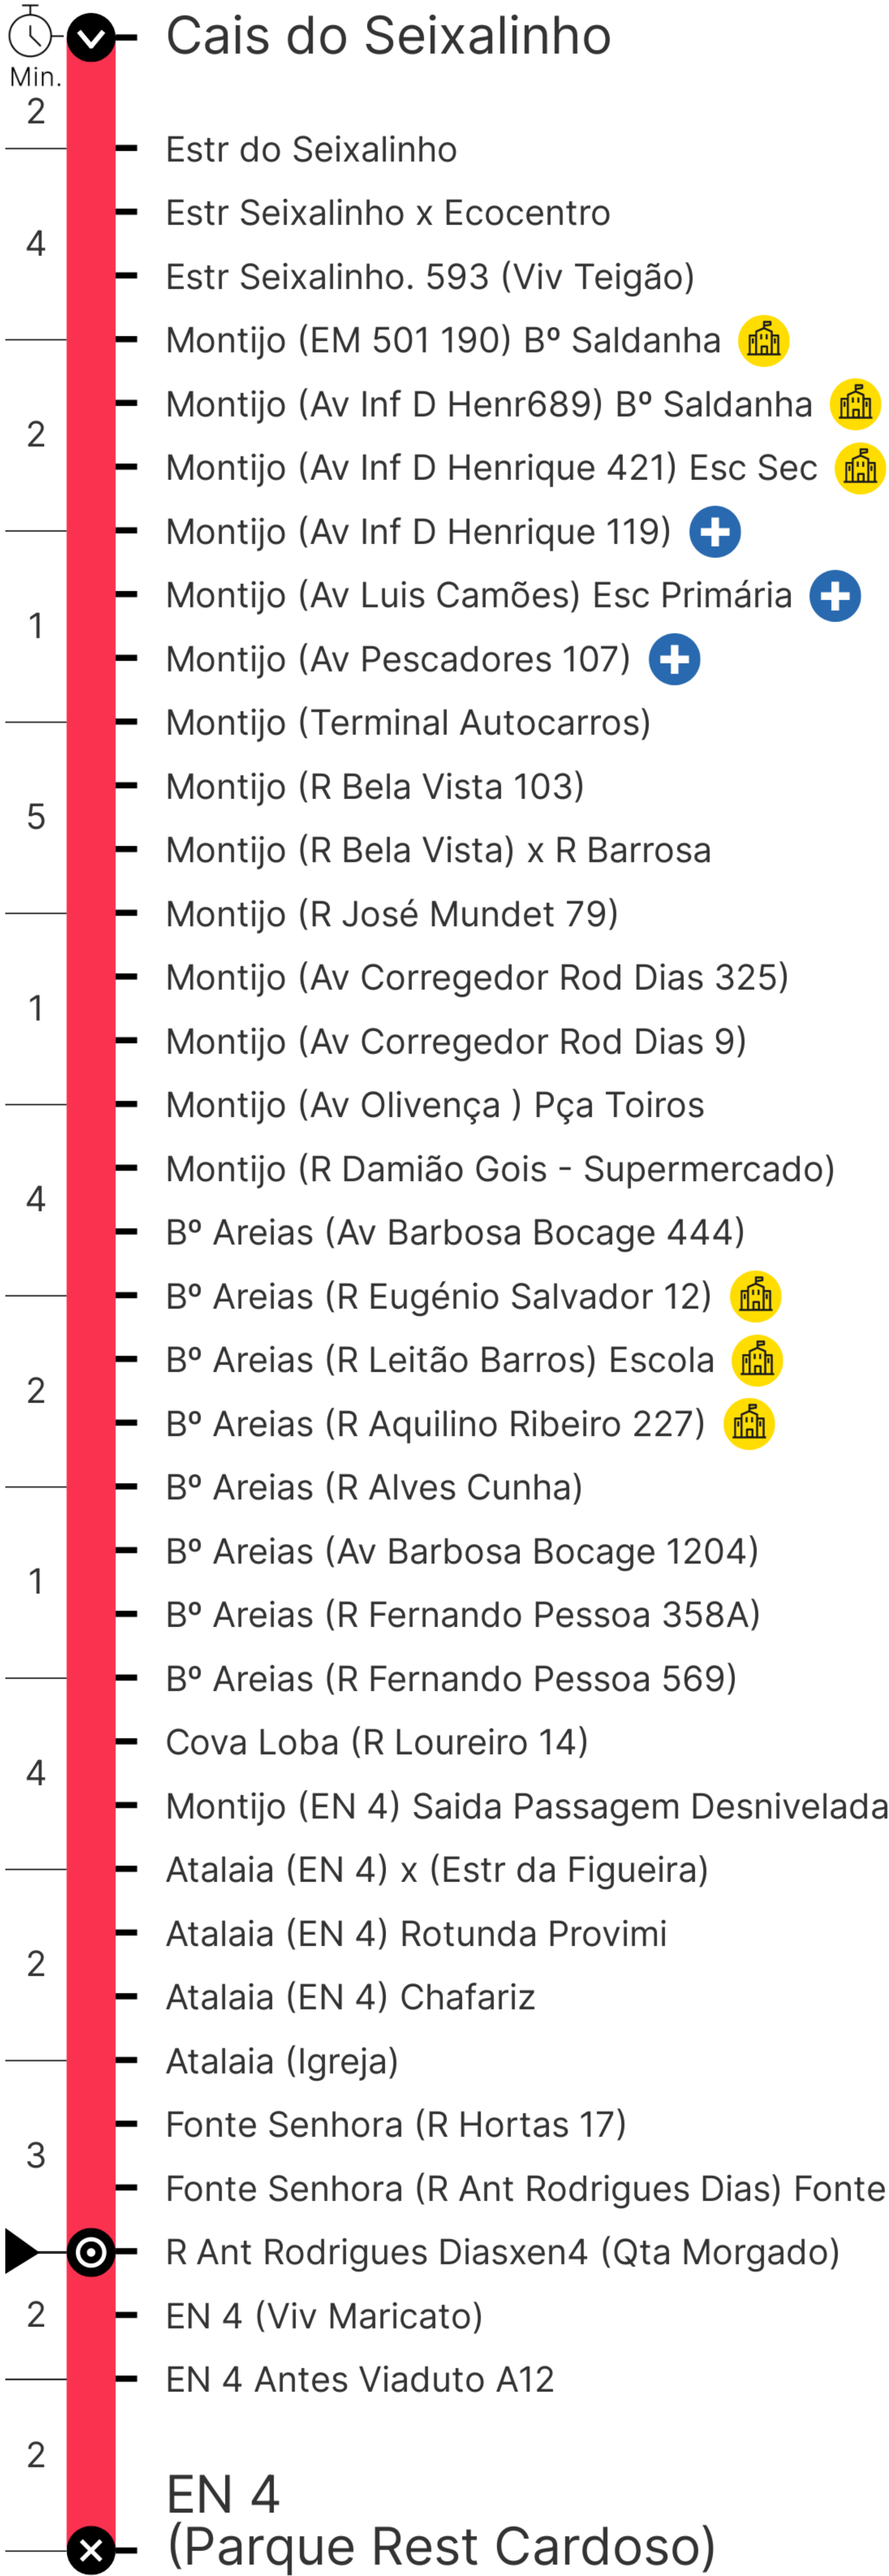 Cais do Seixalinho
Min.
2
Estr do Seixalinho
Estr Seixalinho x Ecocentro
4
Estr Seixalinho. 593 (Viv Teigão)
Montijo (EM 501 190) Bº Saldanha
Montijo (Av Inf D Henr689) Bº Saldanha
2
Montijo (Av Inf D Henrique 421) Esc Sec
Montijo (Av Inf D Henrique 119)
Montijo (Av Luis Camões) Esc Primária
1
Montijo (Av Pescadores 107)
Montijo (Terminal Autocarros)
Montijo (R Bela Vista 103)
5
Montijo (R Bela Vista) x R Barrosa
Montijo (R José Mundet 79)
Montijo (Av Corregedor Rod Dias 325)
1
Montijo (Av Corregedor Rod Dias 9)
Montijo (Av Olivença ) Pça Toiros
Montijo (R Damião Gois - Supermercado)
4
Bº Areias (Av Barbosa Bocage 444)
Bº Areias (R Eugénio Salvador 12)
Bº Areias (R Leitão Barros) Escola
2
Bº Areias (R Aquilino Ribeiro 227)
Bº Areias (R Alves Cunha)
Bº Areias (Av Barbosa Bocage 1204)
1
Bº Areias (R Fernando Pessoa 358A)
Bº Areias (R Fernando Pessoa 569)
Cova Loba (R Loureiro 14)
4
Montijo (EN 4) Saida Passagem Desnivelada
Atalaia (EN 4) x (Estr da Figueira)
Atalaia (EN 4) Rotunda Provimi
2
Atalaia (EN 4) Chafariz
Atalaia (Igreja)
Fonte Senhora (R Hortas 17)
3
Fonte Senhora (R Ant Rodrigues Dias) Fonte
R Ant Rodrigues Diasxen4 (Qta Morgado)
2
EN 4 (Viv Maricato)
EN 4 Antes Viaduto A12
2
EN 4
(Parque Rest Cardoso)